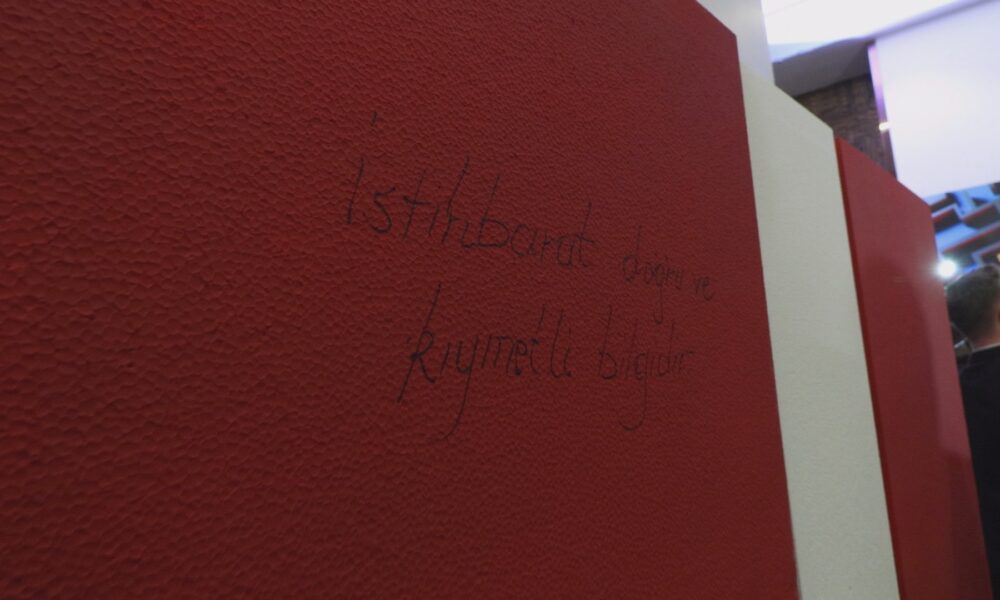 İstihbarat doğru ve
kıymetli bilgidir